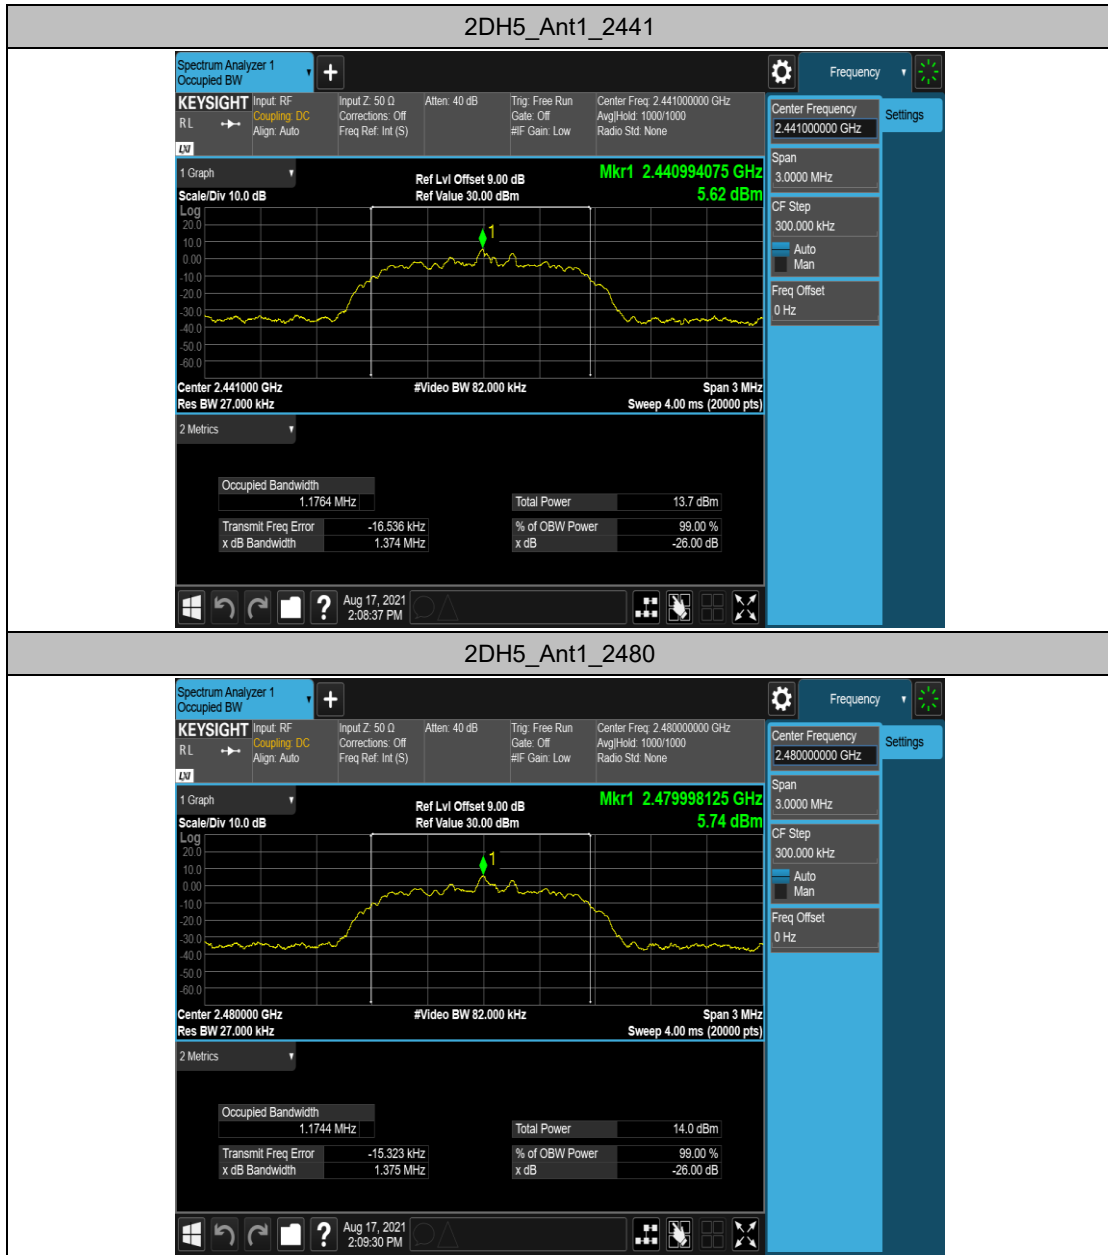 2DH5_Ant1_2441
Spectrum Analyzer 1
Occupied BW
+
Frequency
KEYSIGHT
RL
LXI
Input: RF
Coupling: DC
Align: Auto
Input Z: 50 Ω
Corrections: Off
Freq Ref: Int (S)
Atten: 40 dB
Trig: Free Run
Gate: Off
#IF Gain: Low
Center Freq: 2.441000000 GHz
Avg|Hold: 1000/1000
Radio Std: None
Center Frequency
2.441000000 GHz
Settings
Span
3.0000 MHz
CF Step
300.000 kHz
Auto
Man
Freq Offset
0 Hz
1 Graph
Scale/Div 10.0 dB
Ref Lvl Offset 9.00 dB
Ref Value 30.00 dBm
Mkr1 2.440994075 GHz
5.62 dBm
Log
20.0
10.0
0.00
-10.0
-20.0
-30.0
-40.0
-50.0
-60.0
1
Center 2.441000 GHz
Res BW 27.000 kHz
#Video BW 82.000 kHz
Span 3 MHz
Sweep 4.00 ms (20000 pts)
2 Metrics
Occupied Bandwidth
1.1764 MHz
Total Power 13.7 dBm
Transmit Freq Error -16.536 kHz
% of OBW Power 99.00 %
x dB Bandwidth 1.374 MHz
x dB -26.00 dB
?
Aug 17, 2021
2:08:37 PM
2DH5_Ant1_2480
Spectrum Analyzer 1
Occupied BW
+
Frequency
KEYSIGHT
RL
LXI
Input: RF
Coupling: DC
Align: Auto
Input Z: 50 Ω
Corrections: Off
Freq Ref: Int (S)
Atten: 40 dB
Trig: Free Run
Gate: Off
#IF Gain: Low
Center Freq: 2.480000000 GHz
Avg|Hold: 1000/1000
Radio Std: None
Center Frequency
2.480000000 GHz
Settings
Span
3.0000 MHz
CF Step
300.000 kHz
Auto
Man
Freq Offset
0 Hz
1 Graph
Scale/Div 10.0 dB
Ref Lvl Offset 9.00 dB
Ref Value 30.00 dBm
Mkr1 2.479998125 GHz
5.74 dBm
Log
20.0
10.0
0.00
-10.0
-20.0
-30.0
-40.0
-50.0
-60.0
1
Center 2.480000 GHz
Res BW 27.000 kHz
#Video BW 82.000 kHz
Span 3 MHz
Sweep 4.00 ms (20000 pts)
2 Metrics
Occupied Bandwidth
1.1744 MHz
Total Power 14.0 dBm
Transmit Freq Error -15.323 kHz
% of OBW Power 99.00 %
x dB Bandwidth 1.375 MHz
x dB -26.00 dB
?
Aug 17, 2021
2:09:30 PM